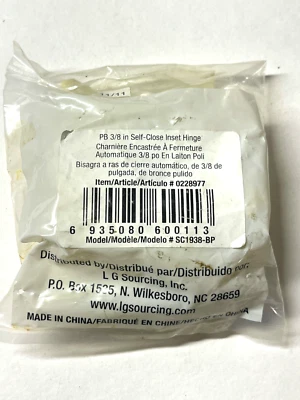 PB 3/8 in Self-Close Inset Hinge
Charnière Encastrée À Fermeture
Automatique 3/8 po En Laiton Poli
Bisagra a ras de cierre automático, de 3/8 de
pulgada, de bronce pulido
Item/Article/Artículo # 0228977
6 935080 600113
Model/Modèle/Modelo # SC1938-BP
Distributed by/Distribué par/Distribuido por:
L G Sourcing, Inc.
P.O. Box 1535, N. Wilkesboro, NC 28659
www.lgsourcing.com
MADE IN CHINA/FABRIQUÉ EN CHINE/HECHO EN CHINA